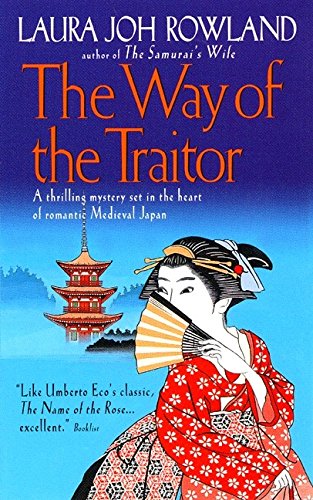 LAURA JOH ROWLAND
author of The Samurai's Wife
The Way of
the Traitor
A thrilling mystery set in the heart
of romantic Medieval Japan
"Like Umberto Eco's classic,
The Name of the Rose...
excellent." Booklist